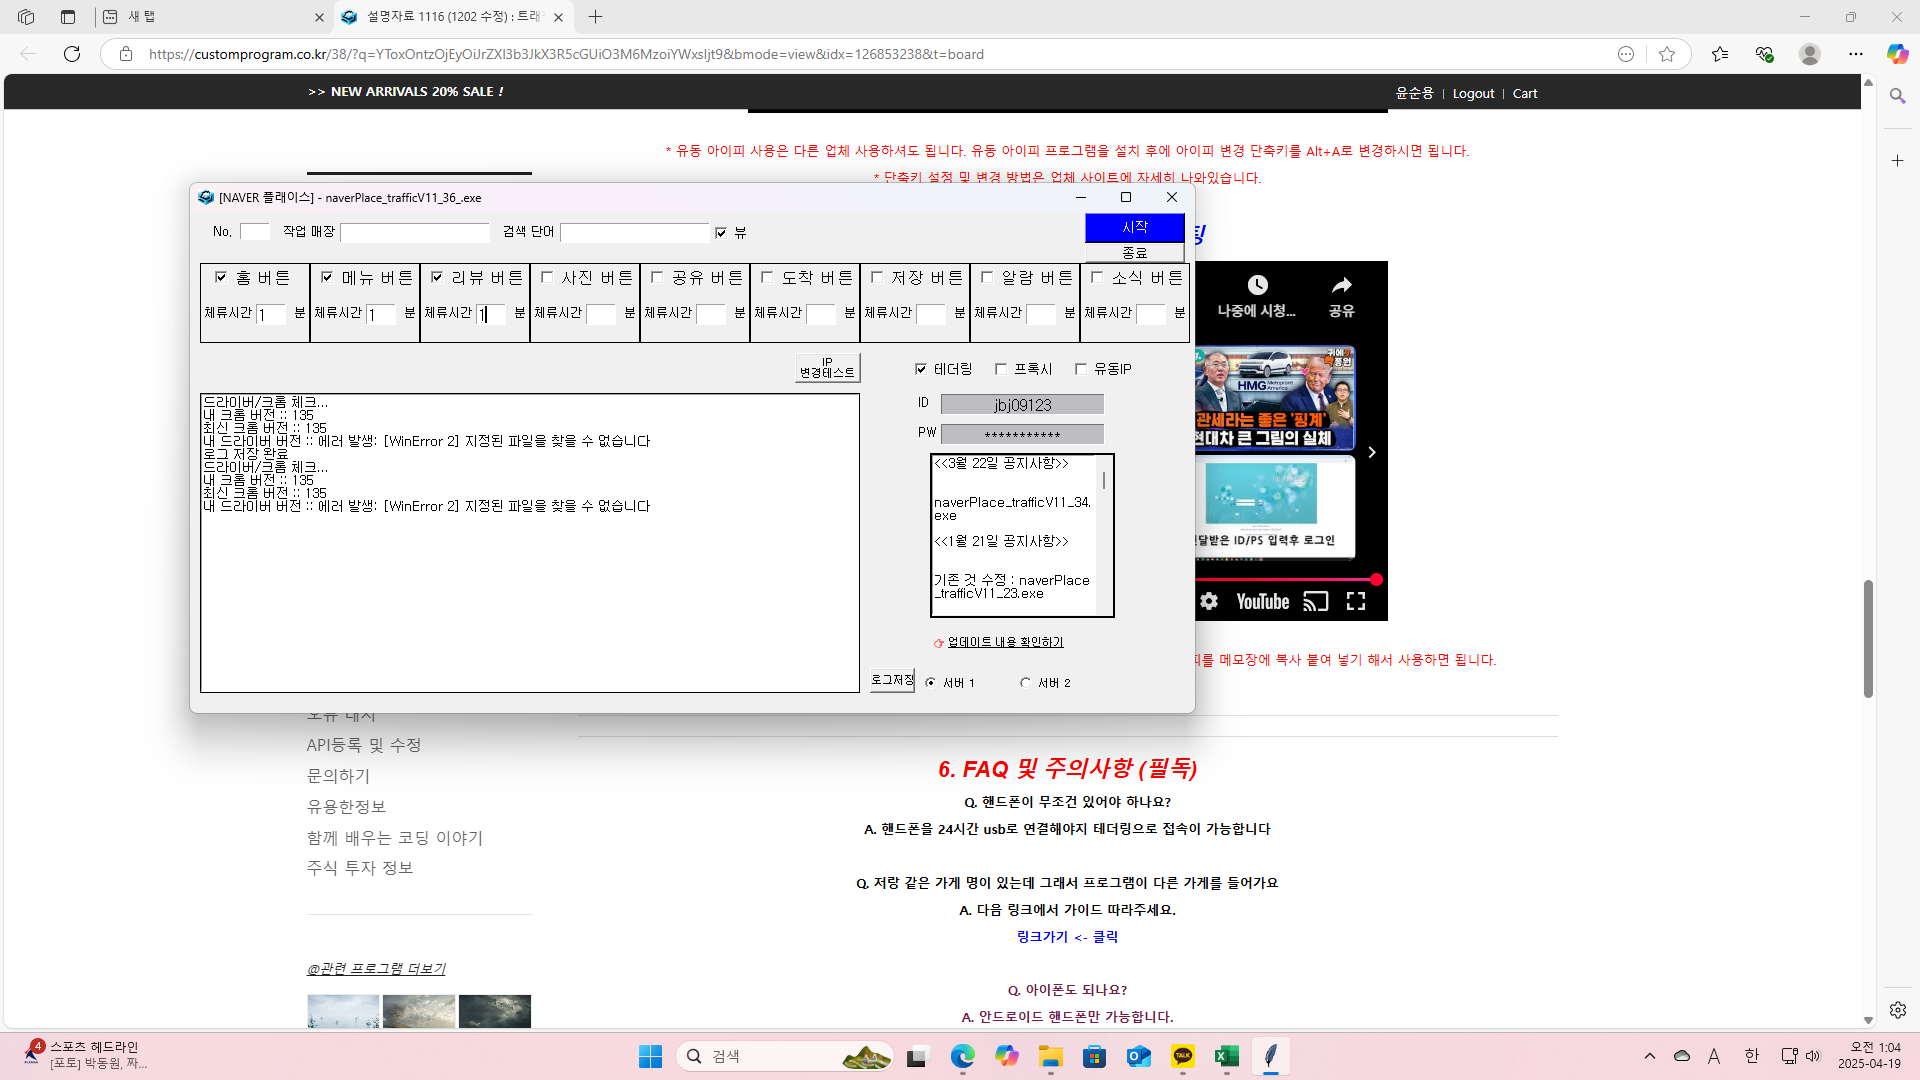 새 탭
설명자료 1116 (1202 수정) : 트래
https://customprogram.co.kr/38/?q=YToxOntzOjEyOiJrZXl3b3JkX3R5cGUiO3M6MzoiYWxsIjt9&bmode=view&idx=126853238&t=board
>> NEW ARRIVALS 20% SALE !
윤순용 | Logout | Cart
* 유동 아이피 사용은 다른 업체 사용하셔도 됩니다. 유동 아이피 프로그램을 설치 후에 아이피 변경 단축키를 Alt+A로 변경하시면 됩니다.
* 단축키 설정 및 변경 방법은 업체 사이트에 자세히 나와있습니다.
[NAVER 플래이스] - naverPlace_trafficV11_36_.exe
No. 작업 매장 검색 단어 뷰
시작
종료
홈 버튼 메뉴 버튼 리뷰 버튼 사진 버튼 공유 버튼 도착 버튼 저장 버튼 알람 버튼 소식 버튼
체류시간 1 분 체류시간 1 분 체류시간 1 분 체류시간 분 체류시간 분 체류시간 분 체류시간 분 체류시간 분 체류시간 분
IP
변경테스트
테더링 프록시 유동IP
드라이버/크롬 체크...
내 크롬 버전 :: 135
최신 크롬 버전 :: 135
내 드라이버 버전 :: 에러 발생: [WinError 2] 지정된 파일을 찾을 수 없습니다
로그 저장 완료
드라이버/크롬 체크...
내 크롬 버전 :: 135
최신 크롬 버전 :: 135
내 드라이버 버전 :: 에러 발생: [WinError 2] 지정된 파일을 찾을 수 없습니다
ID jbj09123
PW ***********
<<3월 22일 공지사항>>
naverPlace_trafficV11_34.
exe
<<1월 21일 공지사항>>
기존 것 수정 : naverPlace
_trafficV11_23.exe
업데이트 내용 확인하기
로그저장 서버 1 서버 2
팅
나중에 시청... 공유
귀에
HMG Metaplant
America
관세라는 좋은 '핑계'
현대차 큰 그림의 실체
전달받은 ID/PS 입력후 로그인
YouTube
피를 메모장에 복사 붙여 넣기 해서 사용하면 됩니다.
오류 대처
API등록 및 수정
문의하기
유용한정보
함께 배우는 코딩 이야기
주식 투자 정보
@관련 프로그램 더보기
6. FAQ 및 주의사항 (필독)
Q. 핸드폰이 무조건 있어야 하나요?
A. 핸드폰을 24시간 usb로 연결해야지 테더링으로 접속이 가능합니다
Q. 저랑 같은 가게 명이 있는데 그래서 프로그램이 다른 가게를 들어가요
A. 다음 링크에서 가이드 따라주세요.
링크가기 <- 클릭
Q. 아이폰도 되나요?
A. 안드로이드 핸드폰만 가능합니다.
4
스포츠 헤드라인
[포토] 박동원, 짜...
검색
TALK
A 한
오전 1:04
2025-04-19